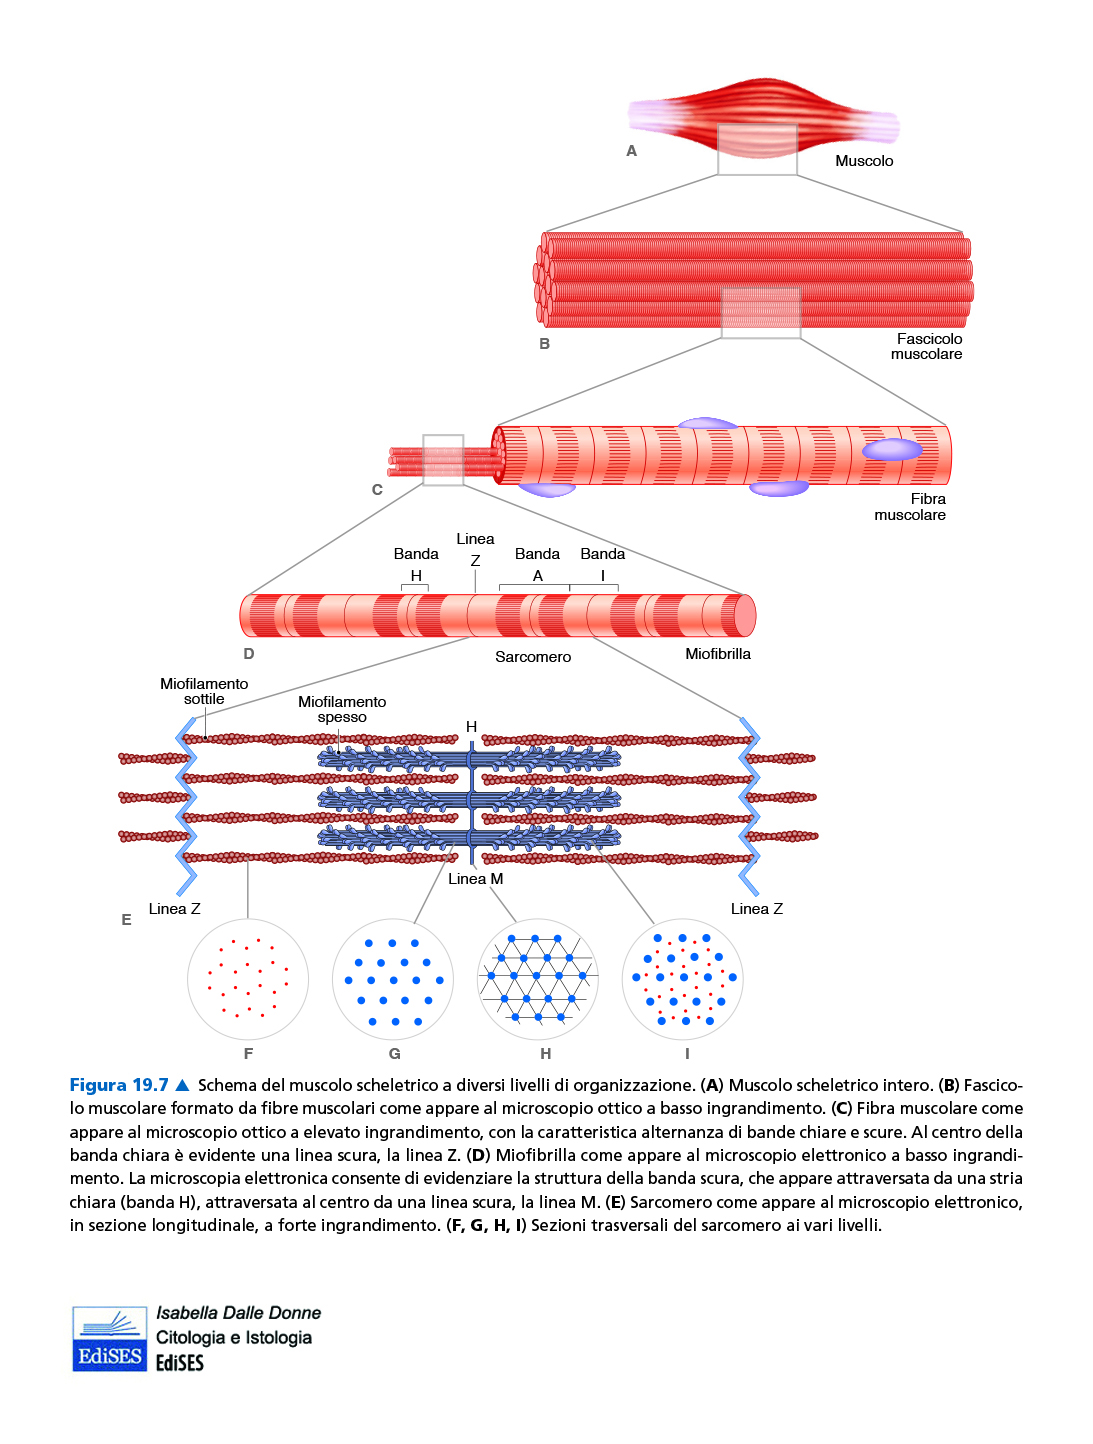 A
Muscolo
B
Fascicolo
muscolare
C
Fibra
muscolare
Linea
Z
Banda
H
Banda
A
Banda
I
D
Sarcomero
Miofibrilla
Miofilamento
sottile
Miofilamento
spesso
H
Linea M
Linea Z
Linea Z
E
F
G
H
I
Figura 19.7 ▲ Schema del muscolo scheletrico a diversi livelli di organizzazione. (A) Muscolo scheletrico intero. (B) Fascico-
lo muscolare formato da fibre muscolari come appare al microscopio ottico a basso ingrandimento. (C) Fibra muscolare come
appare al microscopio ottico a elevato ingrandimento, con la caratteristica alternanza di bande chiare e scure. Al centro della
banda chiara è evidente una linea scura, la linea Z. (D) Miofibrilla come appare al microscopio elettronico a basso ingrandi-
mento. La microscopia elettronica consente di evidenziare la struttura della banda scura, che appare attraversata da una stria
chiara (banda H), attraversata al centro da una linea scura, la linea M. (E) Sarcomero come appare al microscopio elettronico,
in sezione longitudinale, a forte ingrandimento. (F, G, H, I) Sezioni trasversali del sarcomero ai vari livelli.
Isabella Dalle Donne
Citologia e Istologia
EdiSES
EdiSES